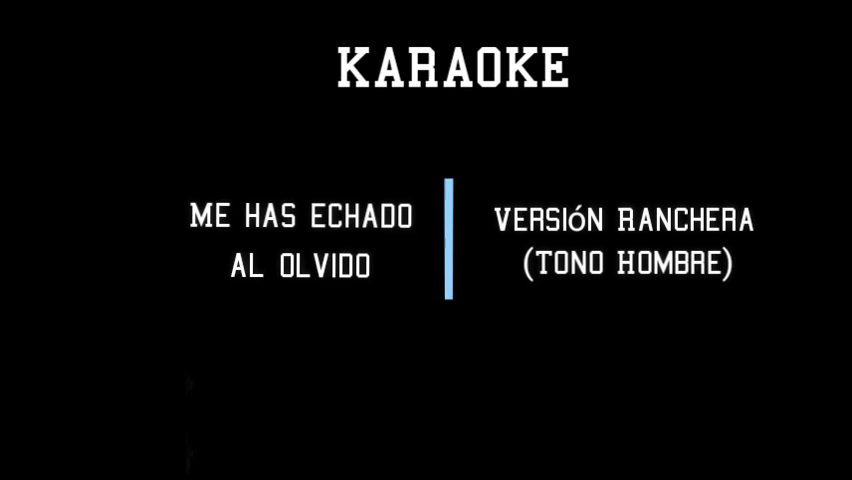 KARAOKE
ME HAS ECHADO
AL OLVIDO
VERSIÓN RANCHERA
(TONO HOMBRE)